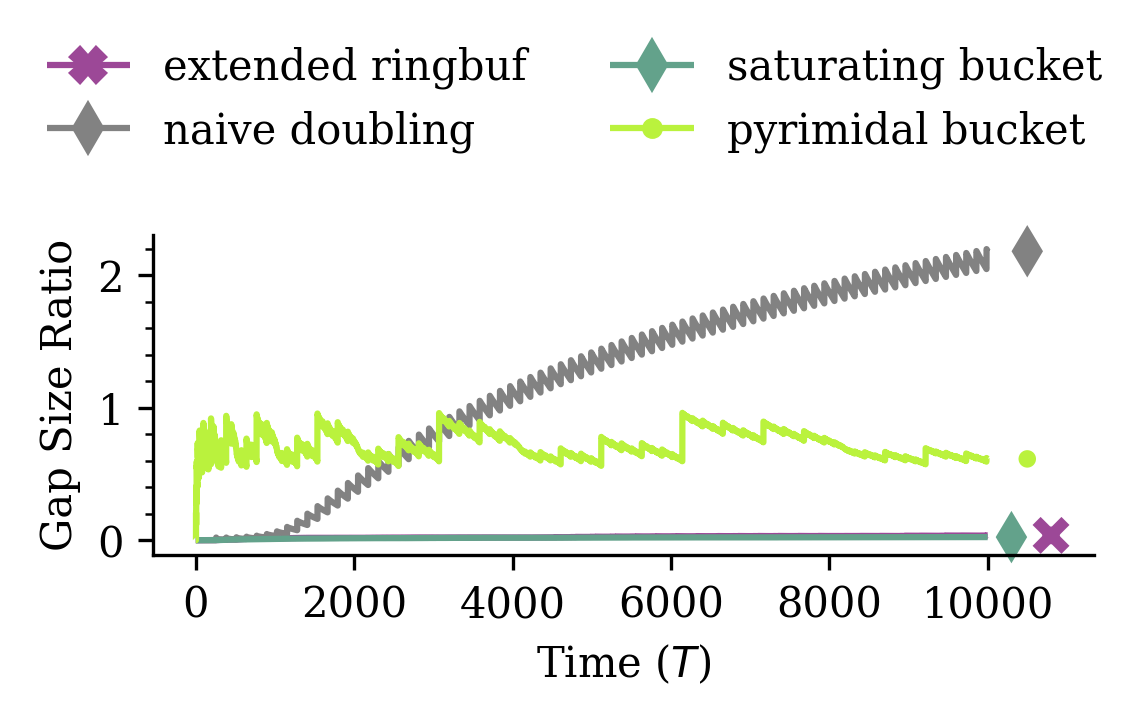 extended ringbuf
naive doubling
saturating bucket
pyrimidal bucket
Gap Size Ratio
2
1
0
0 2000 4000 6000 8000 10000
Time (T)